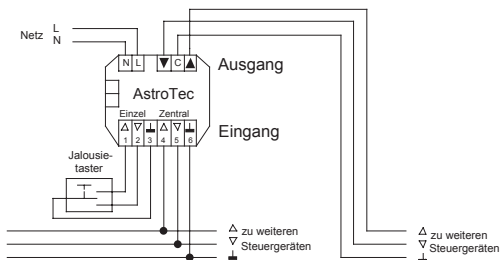 Netz L
N
N L ▼ C ▲
Ausgang
AstroTec
Einzel Zentral
△ ▽ ⊥ △ ▽ ⊥
1 2 3 4 5 6
Eingang
Jalousie-
taster
△ zu weiteren
▽ Steuergeräten
⊥
△ zu weiteren
▽ Steuergeräten
⊥